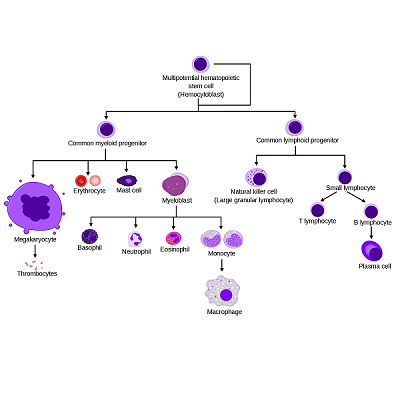 Multipotential hematopoietic
stem cell
(Hemocyloblast)
Common myeloid progenitor
Common lymphoid progenitor
Erythrocyte
Mast cell
Myeloblast
Natural killer cell
(Large granular lymphocyte)
Small lymphocyte
T lymphocyte
B lymphocyte
Megakaryocyte
Basophil
Neutrophil
Eosinophil
Monocyte
Plasma cell
Thrombocytes
Macrophage